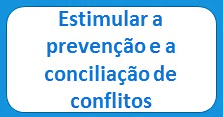 Estimular a
prevenção e a
conciliação de
conflitos